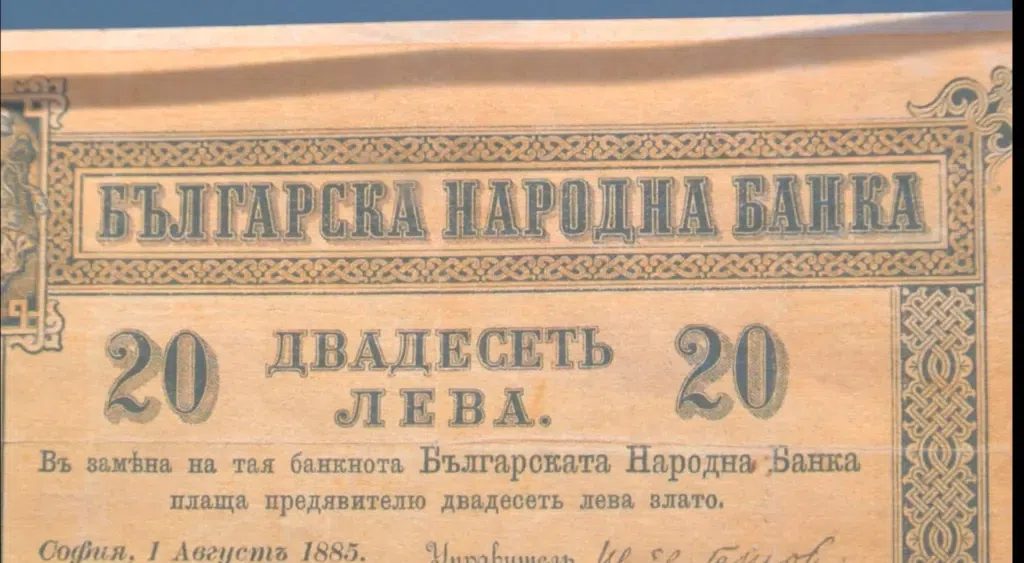 БЪЛГАРСКА НАРОДНА БАНКА
20 ДВАДЕСЕТЬ 20
ЛЕВА.
Въ замѣна на тая банкнота Българската Народна Банка
плаща предявителю двадесеть лева злато.
София, 1 Августъ 1885. Управитель